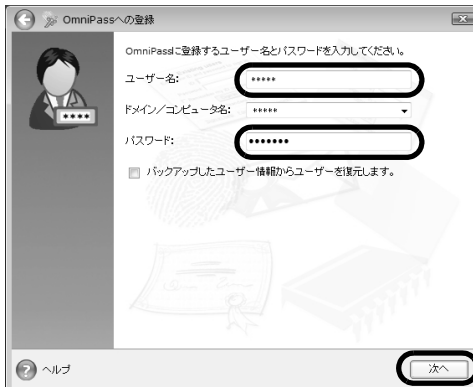 OmniPassへの登録
OmniPassに登録するユーザー名とパスワードを入力してください。
ユーザー名:
*****
ドメイン／コンピュータ名:
*****
パスワード:
●●●●●●●
****
バックアップしたユーザー情報からユーザーを復元します。
ヘルプ
次へ